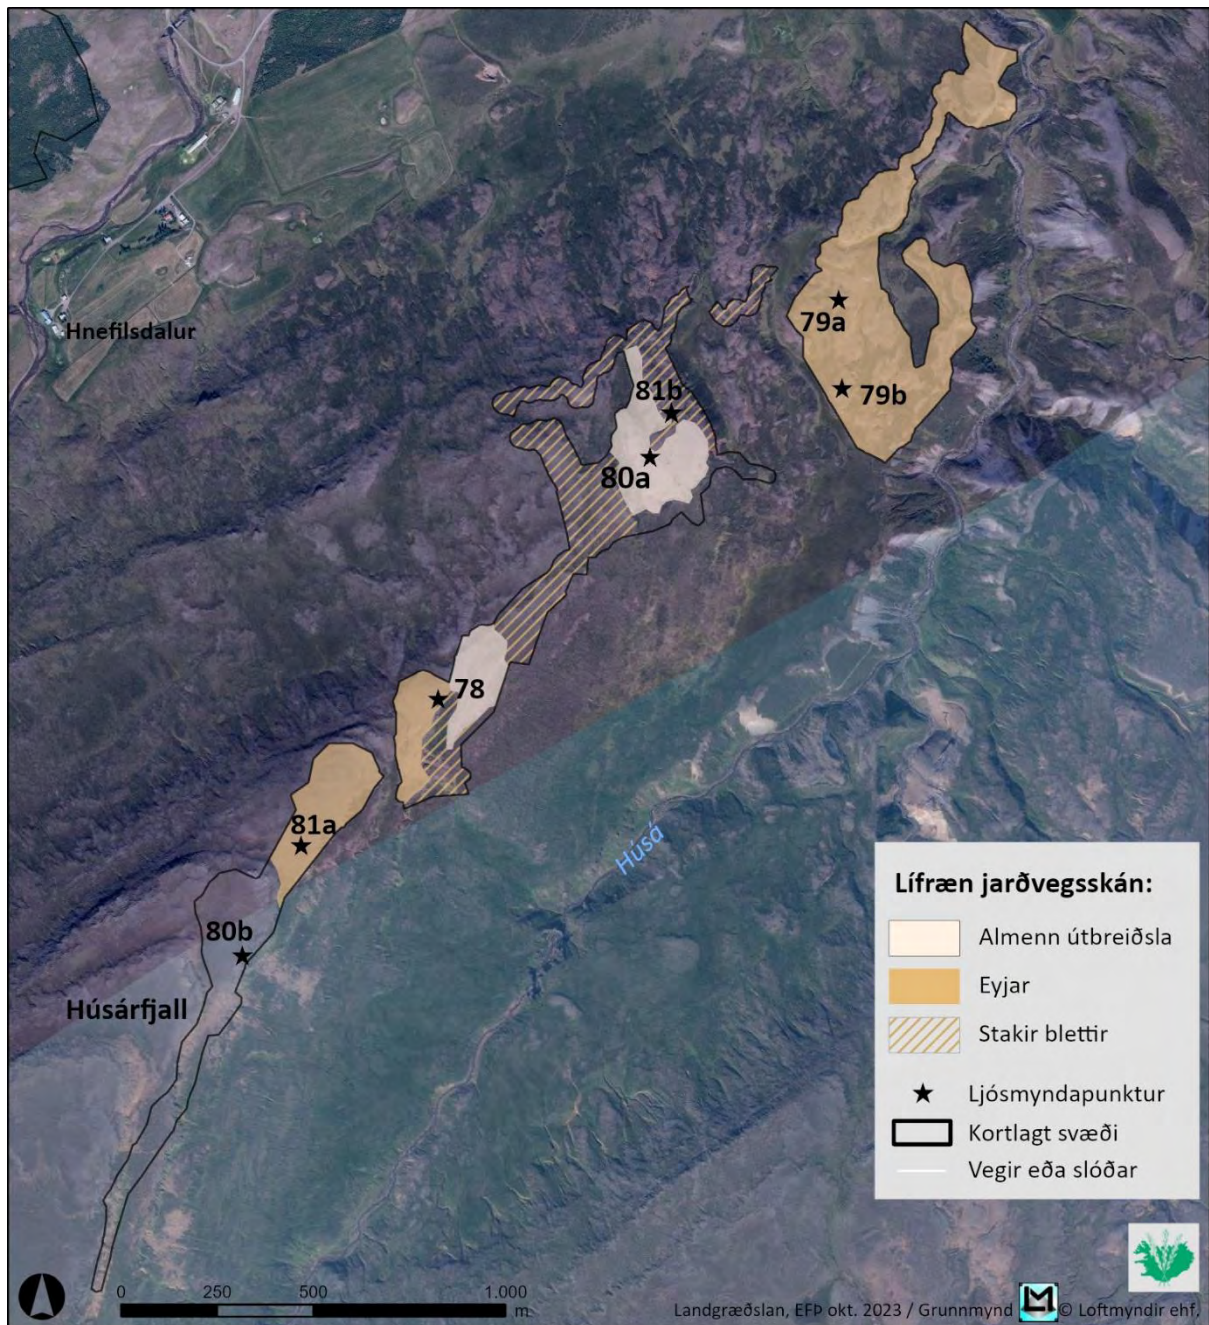 79a
Hnefilsdalur
81b
79b
80a
78
81a
Húsá
80b
Húsárfjall
Lífræn jarðvegsskán:
Almenn útbreiðsla
Eyjar
Stakir blettir
Ljósmyndapunktur
Kortlagt svæði
Vegir eða slóðar
0 250 500 1.000
m
Landgræðslan, EFÞ okt. 2023 / Grunnmynd LM © Loftmyndir ehf.